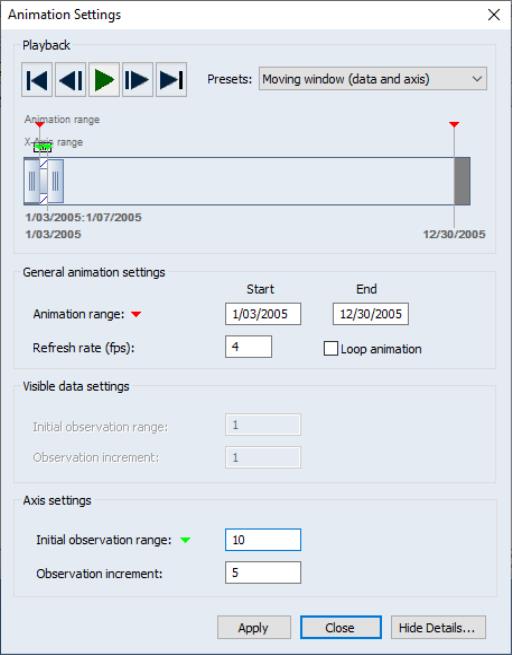 Animation Settings
Playback
Presets: Moving window (data and axis)
Animation range
X-Axis range
1/03/2005:1/07/2005
1/03/2005 12/30/2005
General animation settings
Start End
Animation range: 1/03/2005 12/30/2005
Refresh rate (fps): 4 Loop animation
Visible data settings
Initial observation range: 1
Observation increment: 1
Axis settings
Initial observation range: 10
Observation increment: 5
Apply Close Hide Details...